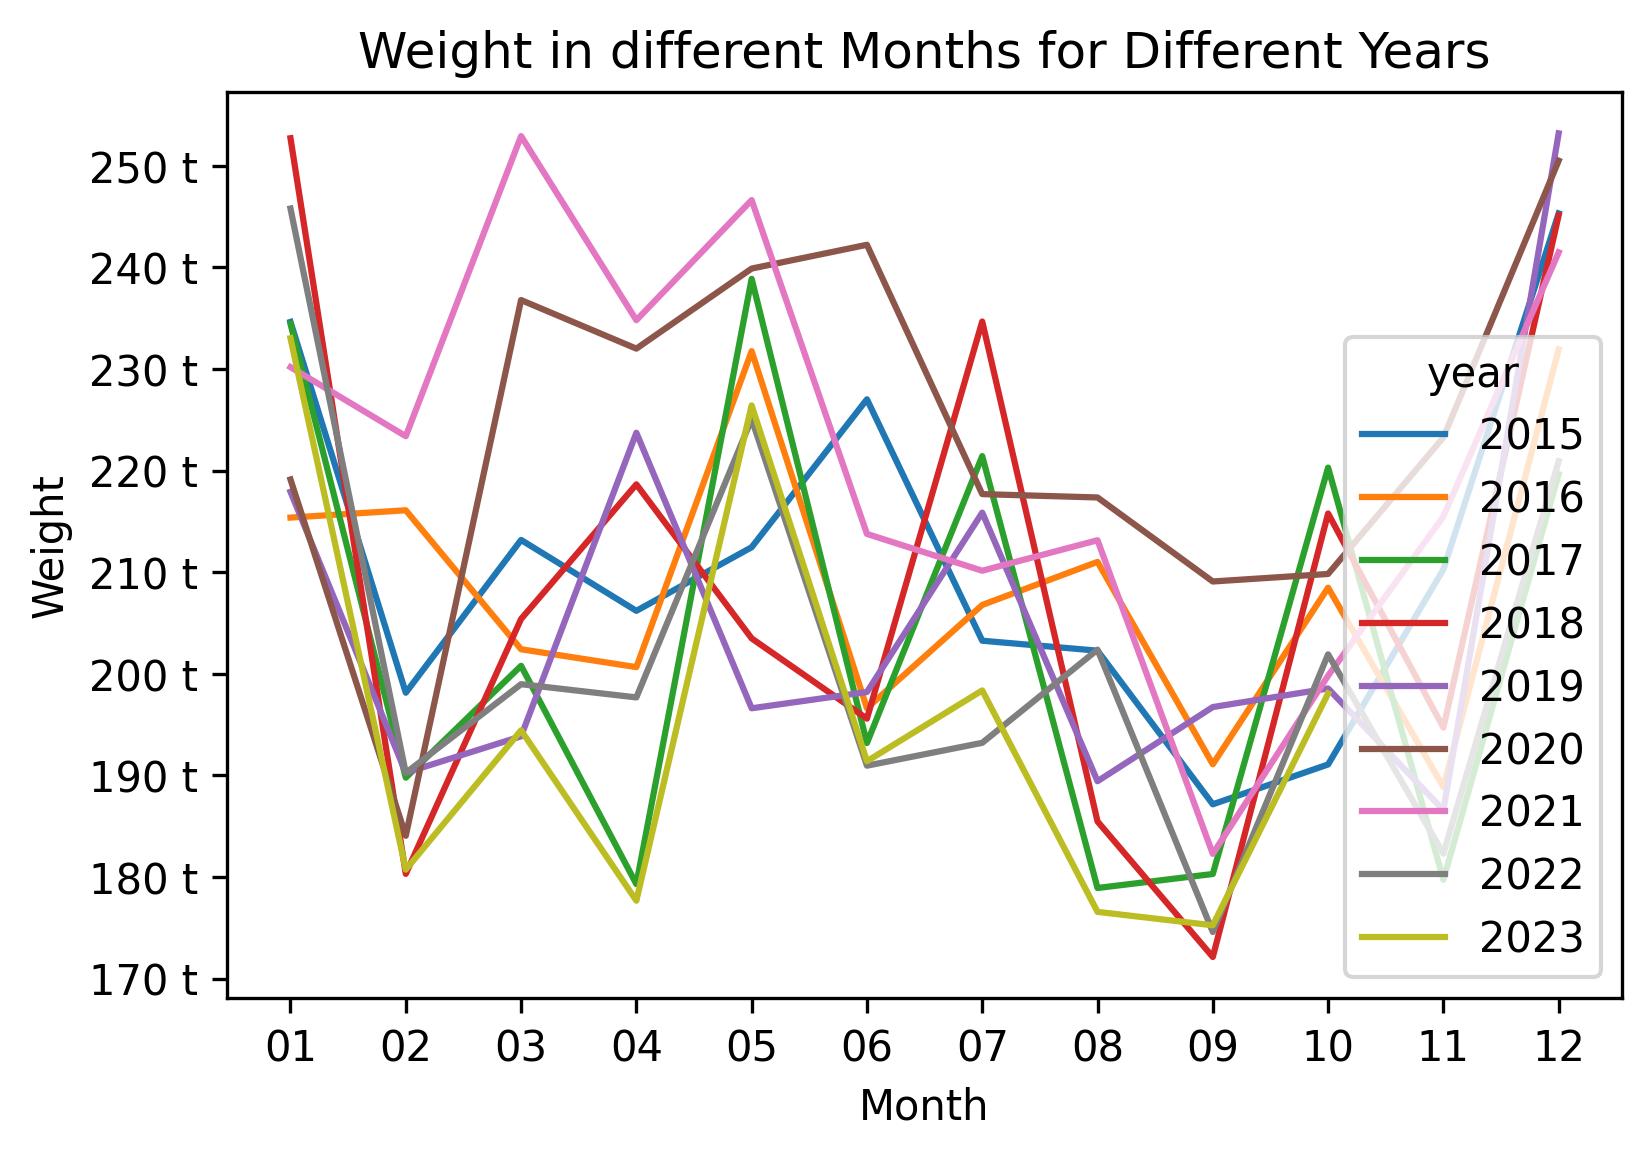 Weight in different Months for Different Years
Weight
250 t
240 t
230 t
220 t
210 t
200 t
190 t
180 t
170 t
year
2015
2016
2017
2018
2019
2020
2021
2022
2023
01 02 03 04 05 06 07 08 09 10 11 12
Month